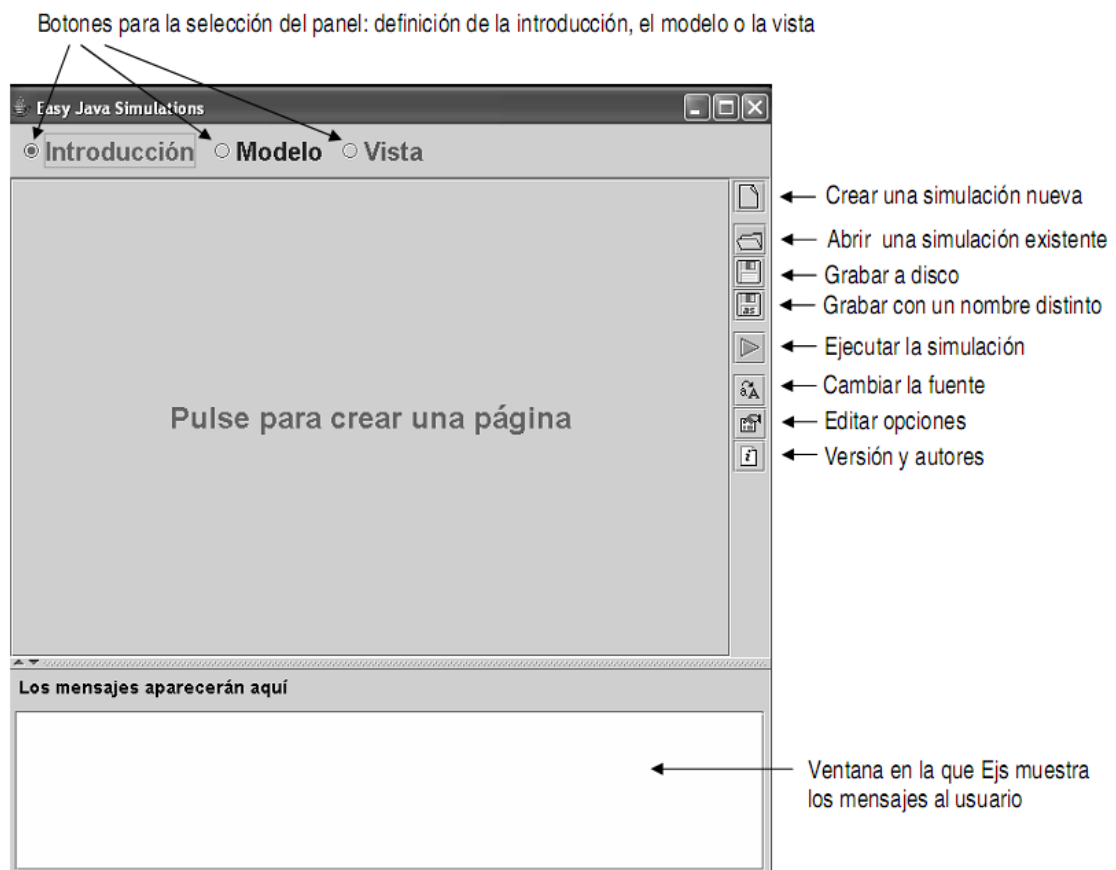 Botones para la selección del panel: definición de la introducción, el modelo o la vista
Easy Java Simulations
Introducción Modelo Vista
Crear una simulación nueva
Abrir una simulación existente
Grabar a disco
as
Grabar con un nombre distinto
Ejecutar la simulación
aA
Cambiar la fuente
Pulse para crear una página
Editar opciones
i
Versión y autores
Los mensajes aparecerán aquí
Ventana en la que Ejs muestra
los mensajes al usuario